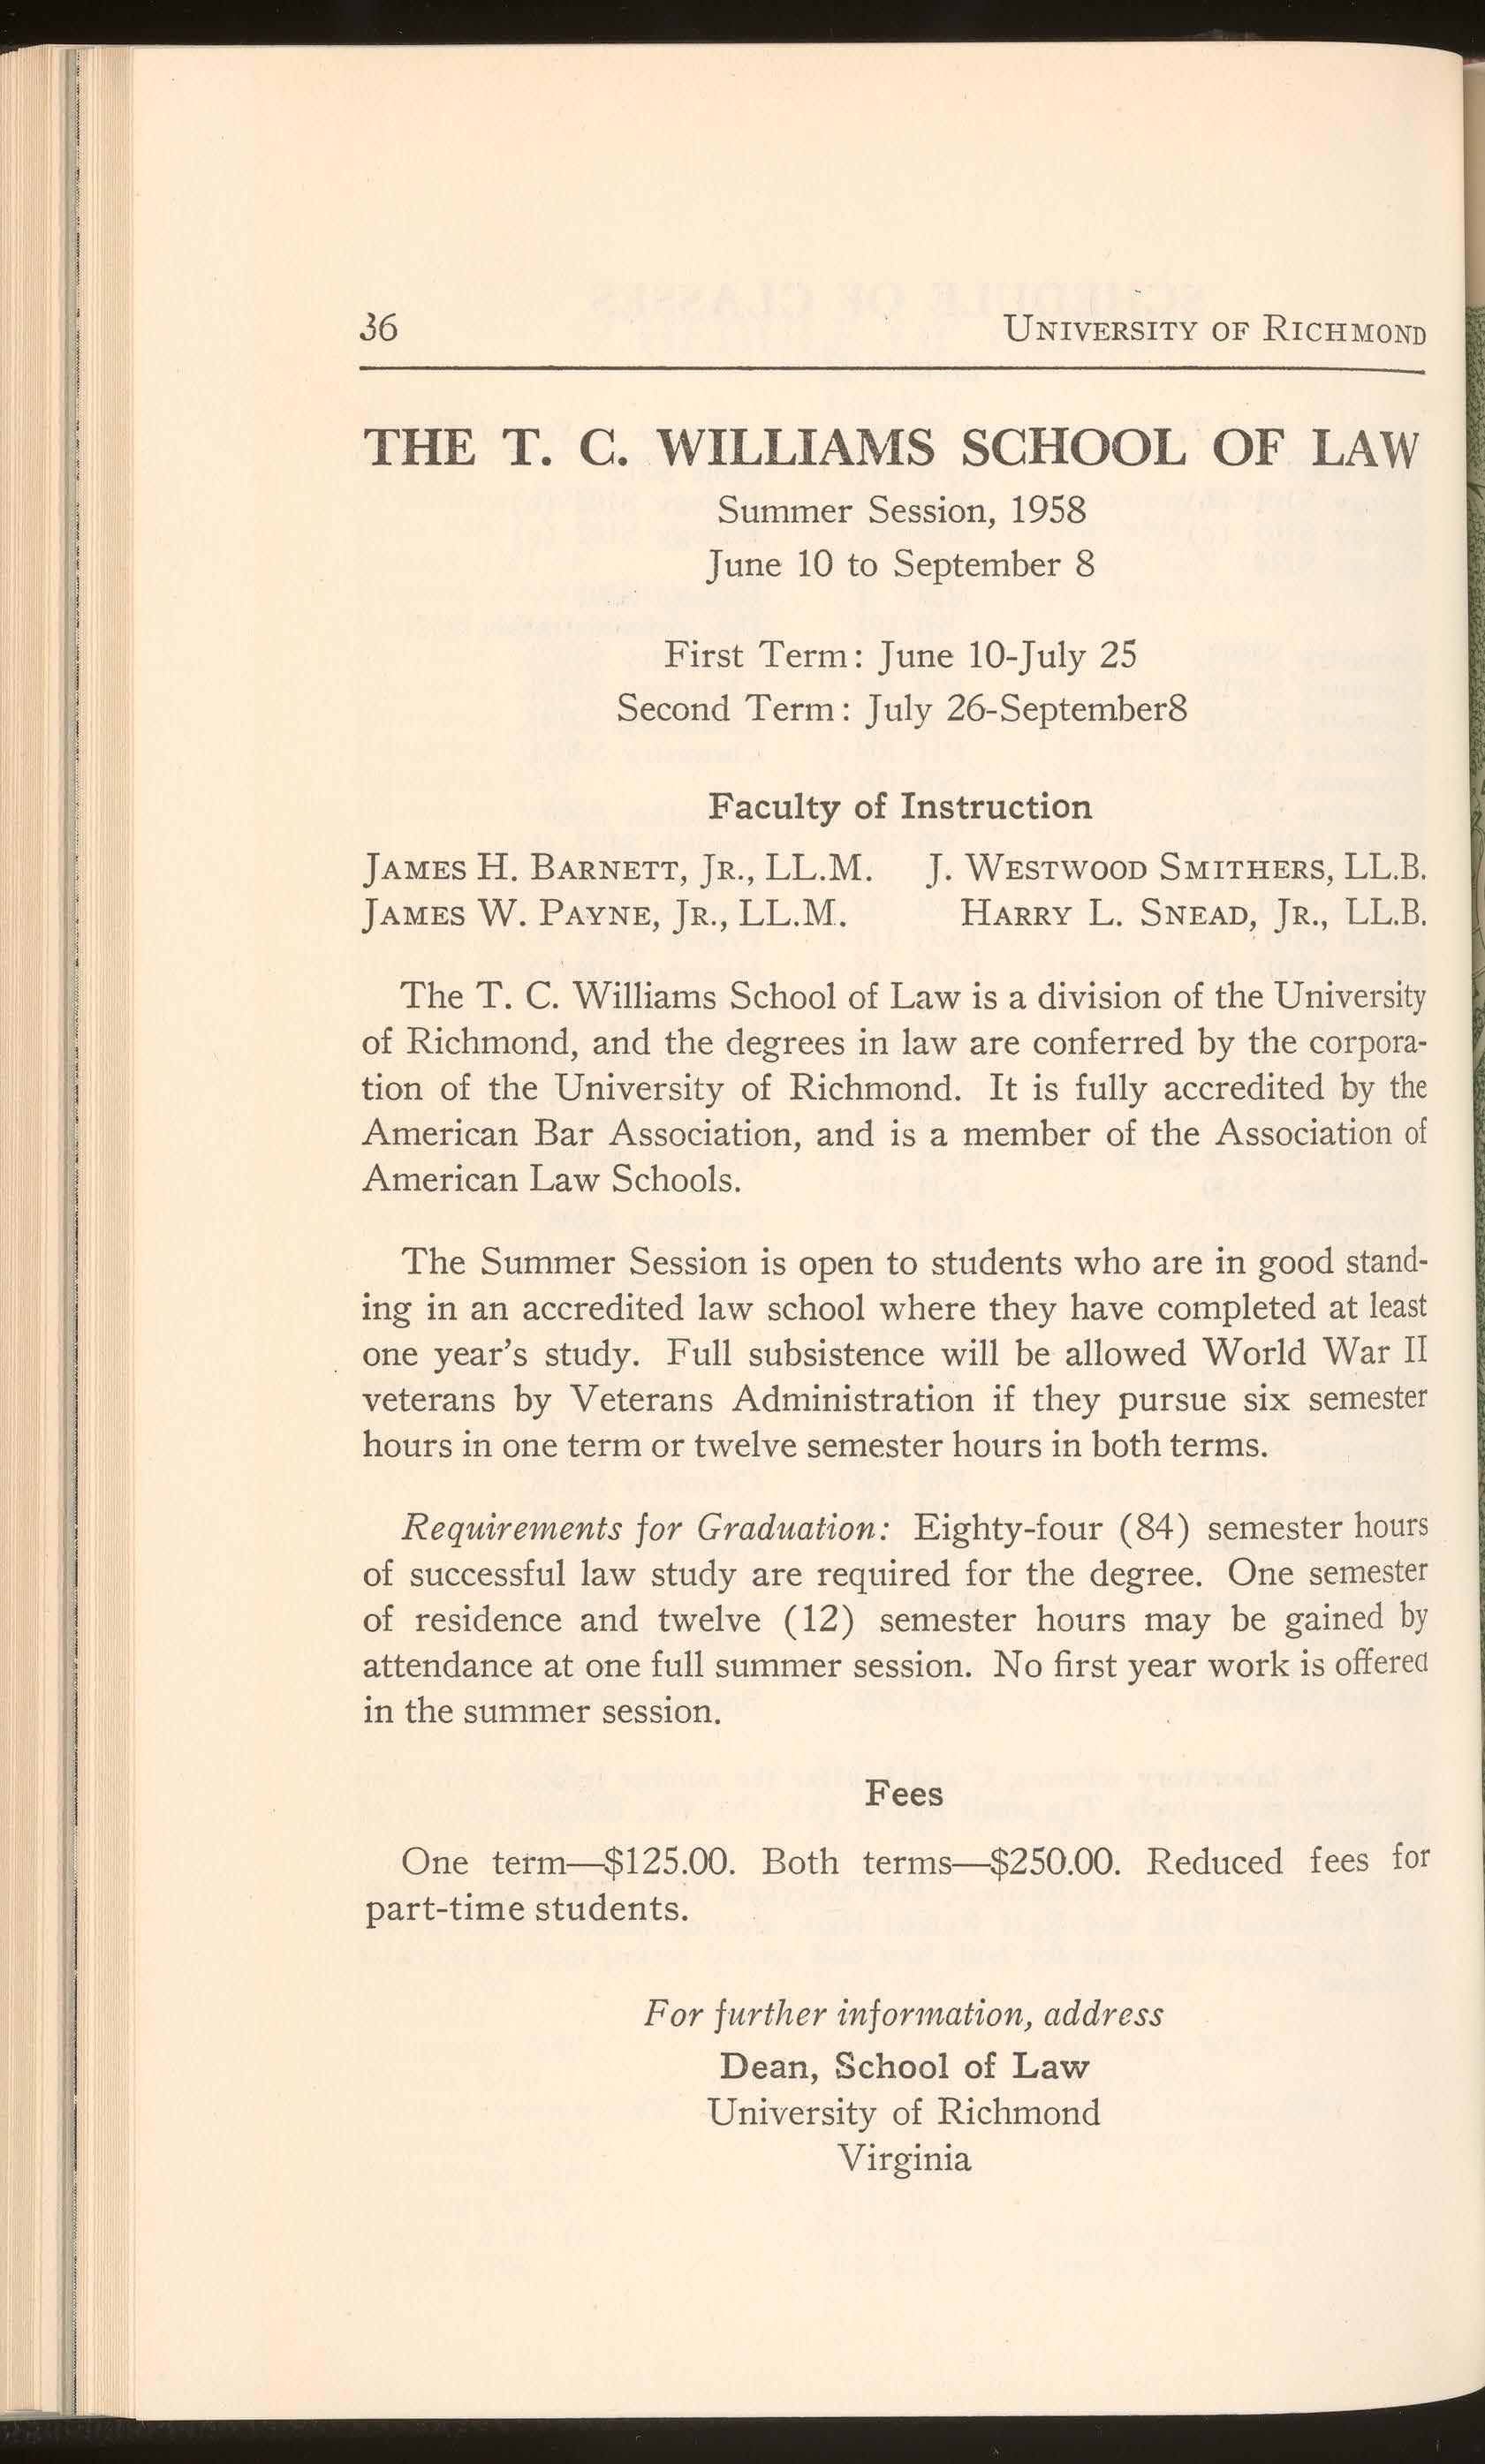 36 UNIVERSITY OF RICHMOND
THE T. C. WILLIAMS SCHOOL OF LAW
Summer Session, 1958
June 10 to September 8
First Term: June 10-July 25
Second Term: July 26-September8
Faculty of Instruction
JAMES H. BARNETT, JR., LL.M. J. WESTWOOD SMITHERS, LL.B.
JAMES W. PAYNE, JR., LL.M. HARRY L. SNEAD, JR., LL.B.
The T. C. Williams School of Law is a division of the University
of Richmond, and the degrees in law are conferred by the corpora-
tion of the University of Richmond. It is fully accredited by the
American Bar Association, and is a member of the Association of
American Law Schools.
The Summer Session is open to students who are in good stand-
ing in an accredited law school where they have completed at least
one year's study. Full subsistence will be allowed World War II
veterans by Veterans Administration if they pursue six semester
hours in one term or twelve semester hours in both terms.
Requirements for Graduation: Eighty-four (84) semester hours
of successful law study are required for the degree. One semester
of residence and twelve (12) semester hours may be gained by
attendance at one full summer session. No first year work is offered
in the summer session.
Fees
One term—$125.00. Both terms—$250.00. Reduced fees for
part-time students.
For further information, address
Dean, School of Law
University of Richmond
Virginia